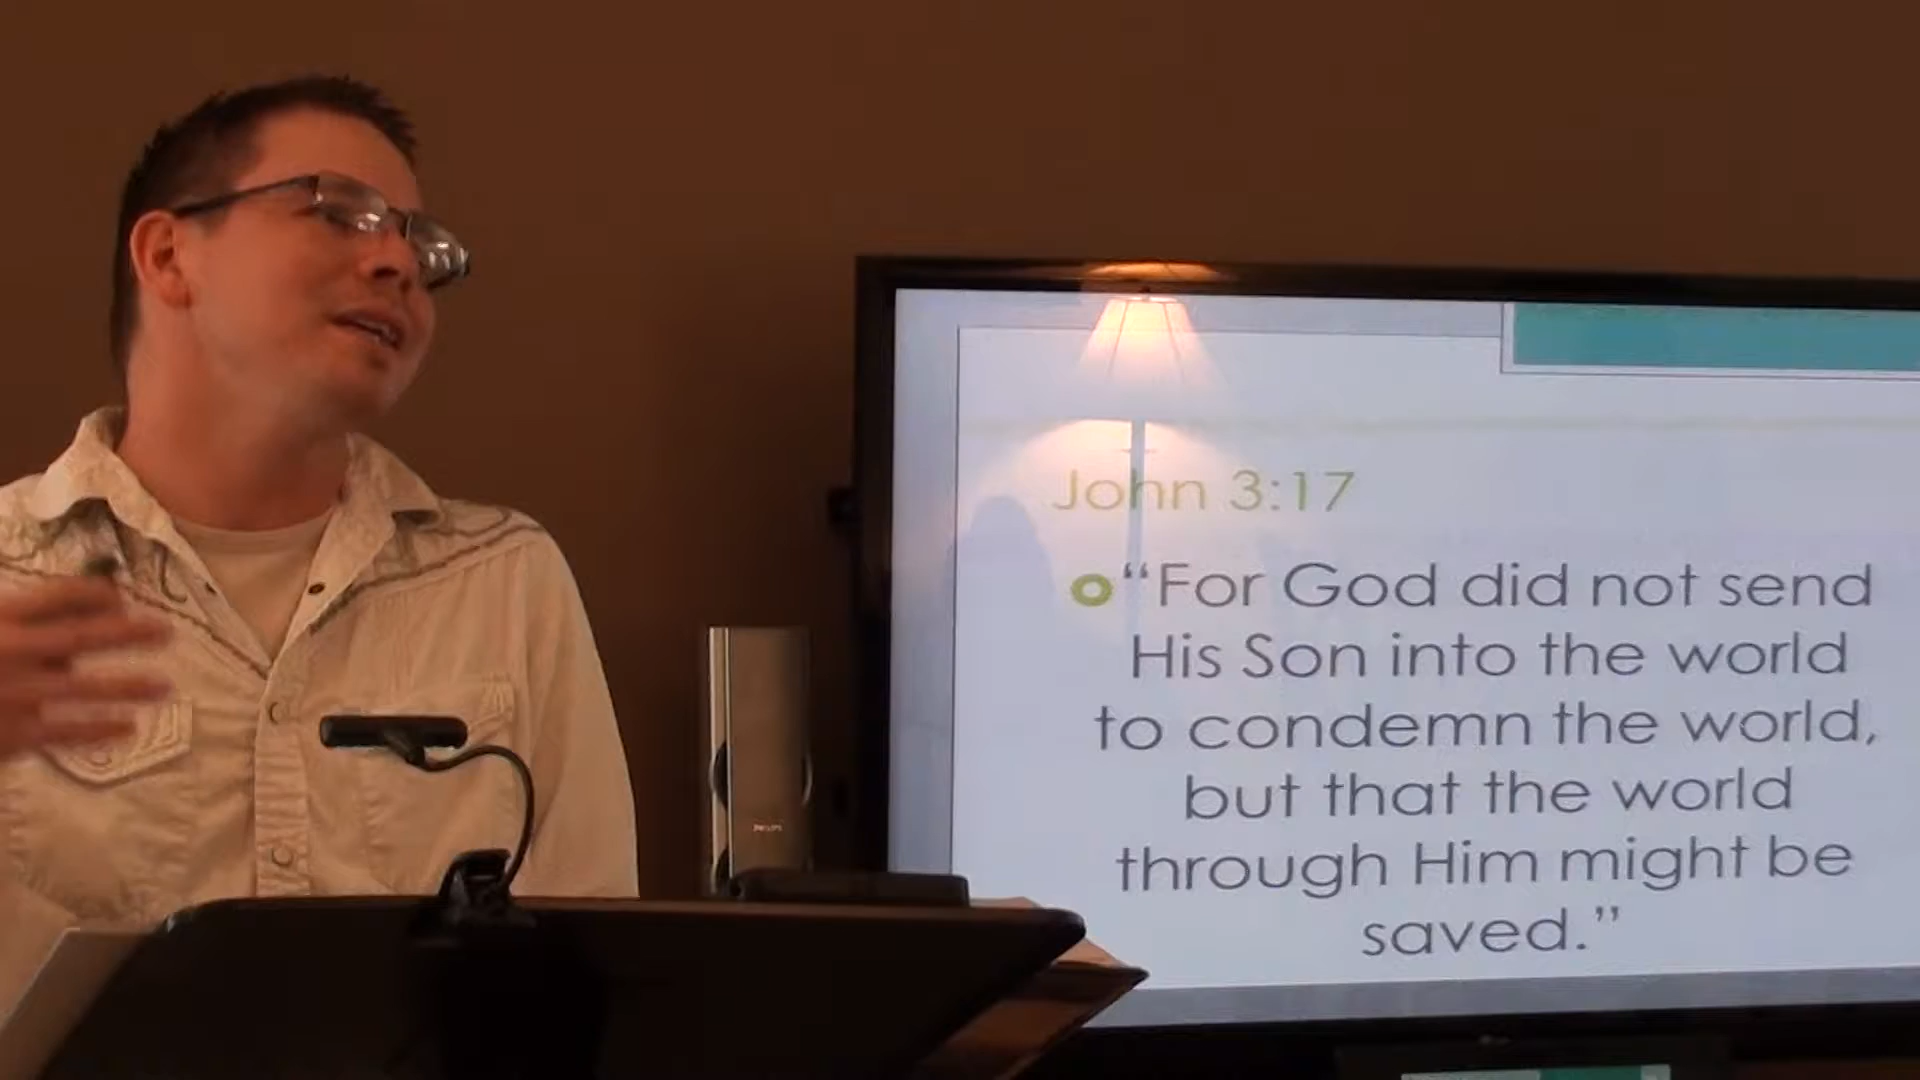 John 3:17
“For God did not send
His Son into the world
to condemn the world,
but that the world
through Him might be
saved.”
PHILIPS